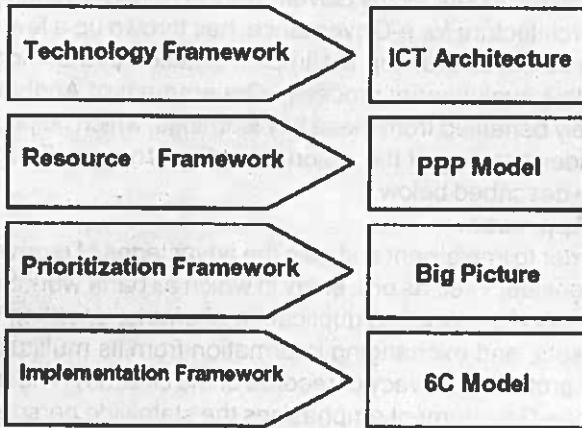 Technology Framework
ICT Architecture
Resource Framework
PPP Model
Prioritization Framework
Big Picture
Implementation Framework
6C Model